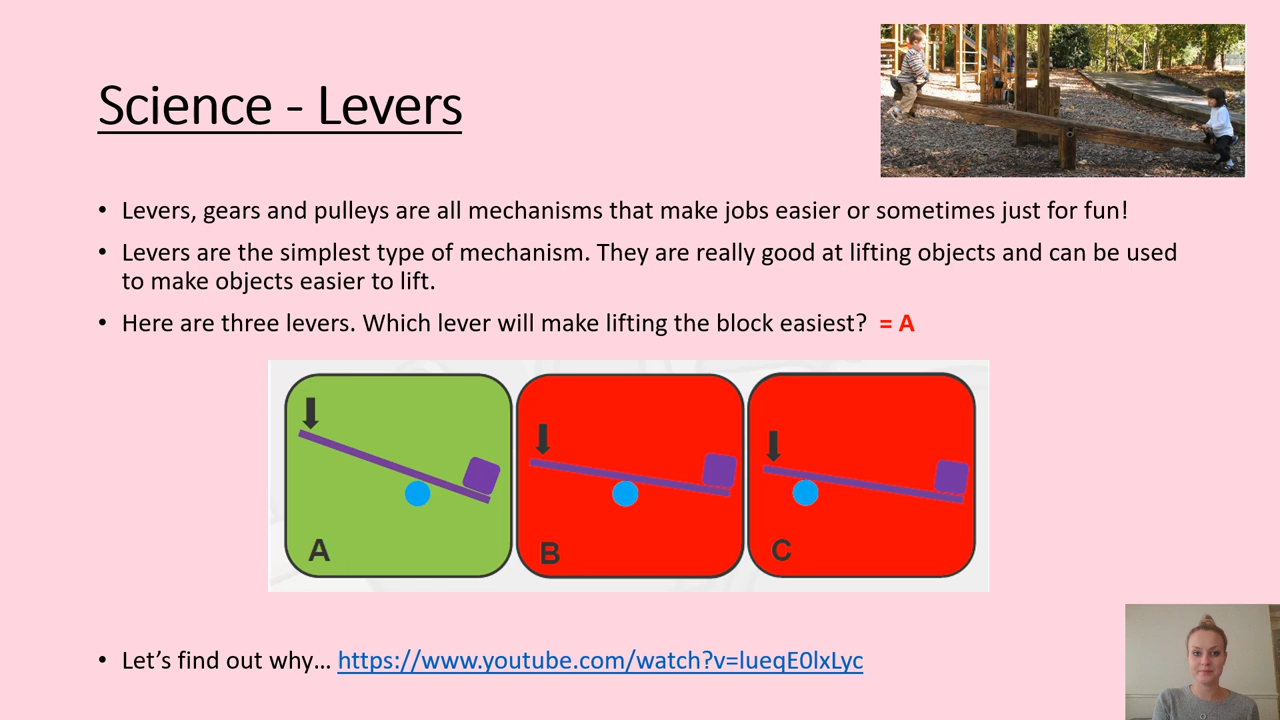 Science - Levers
• Levers, gears and pulleys are all mechanisms that make jobs easier or sometimes just for fun!
• Levers are the simplest type of mechanism. They are really good at lifting objects and can be used
to make objects easier to lift.
• Here are three levers. Which lever will make lifting the block easiest? = A
A
B
C
• Let’s find out why… https://www.youtube.com/watch?v=lueqE0lxLyc